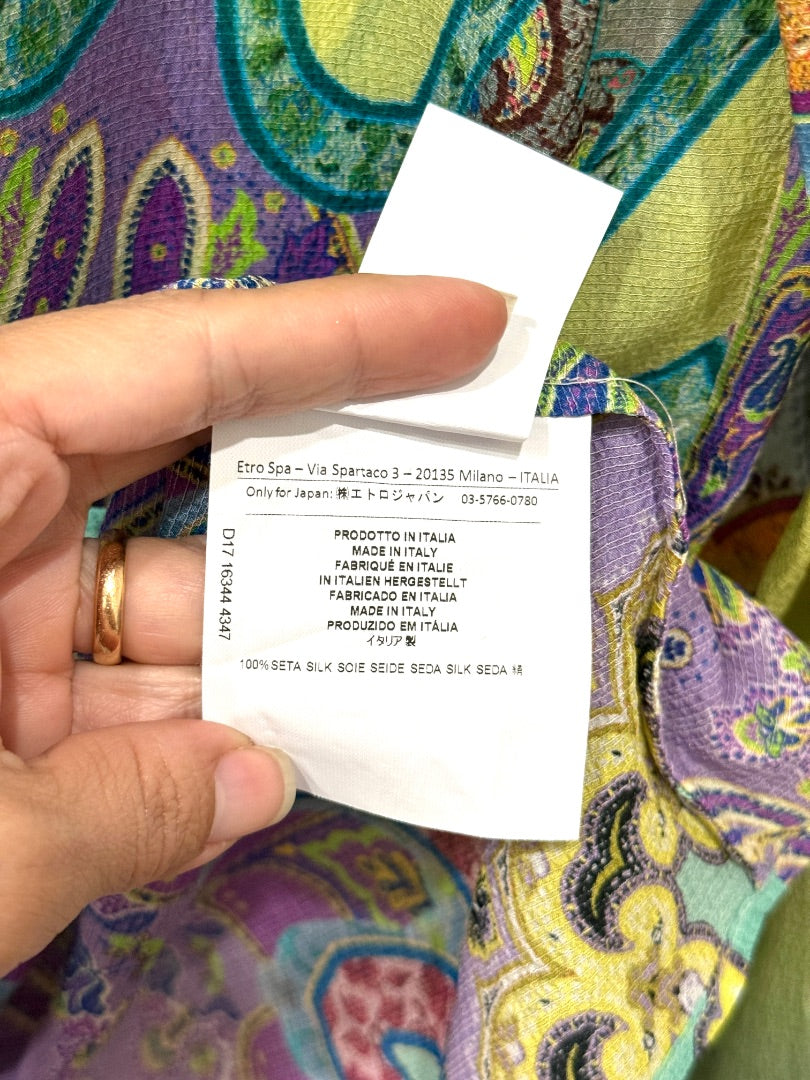 Etro Spa – Via Spartaco 3 – 20135 Milano – ITALIA
Only for Japan: ㈱エトロジャパン 03-5766-0780
D17 16344 4347
PRODOTTO IN ITALIA
MADE IN ITALY
FABRIQUÉ EN ITALIE
IN ITALIEN HERGESTELLT
FABRICADO EN ITALIA
MADE IN ITALY
PRODUZIDO EM ITÁLIA
イタリア製
100% SETA SILK SOIE SEIDE SEDA SILK SEDA 絹